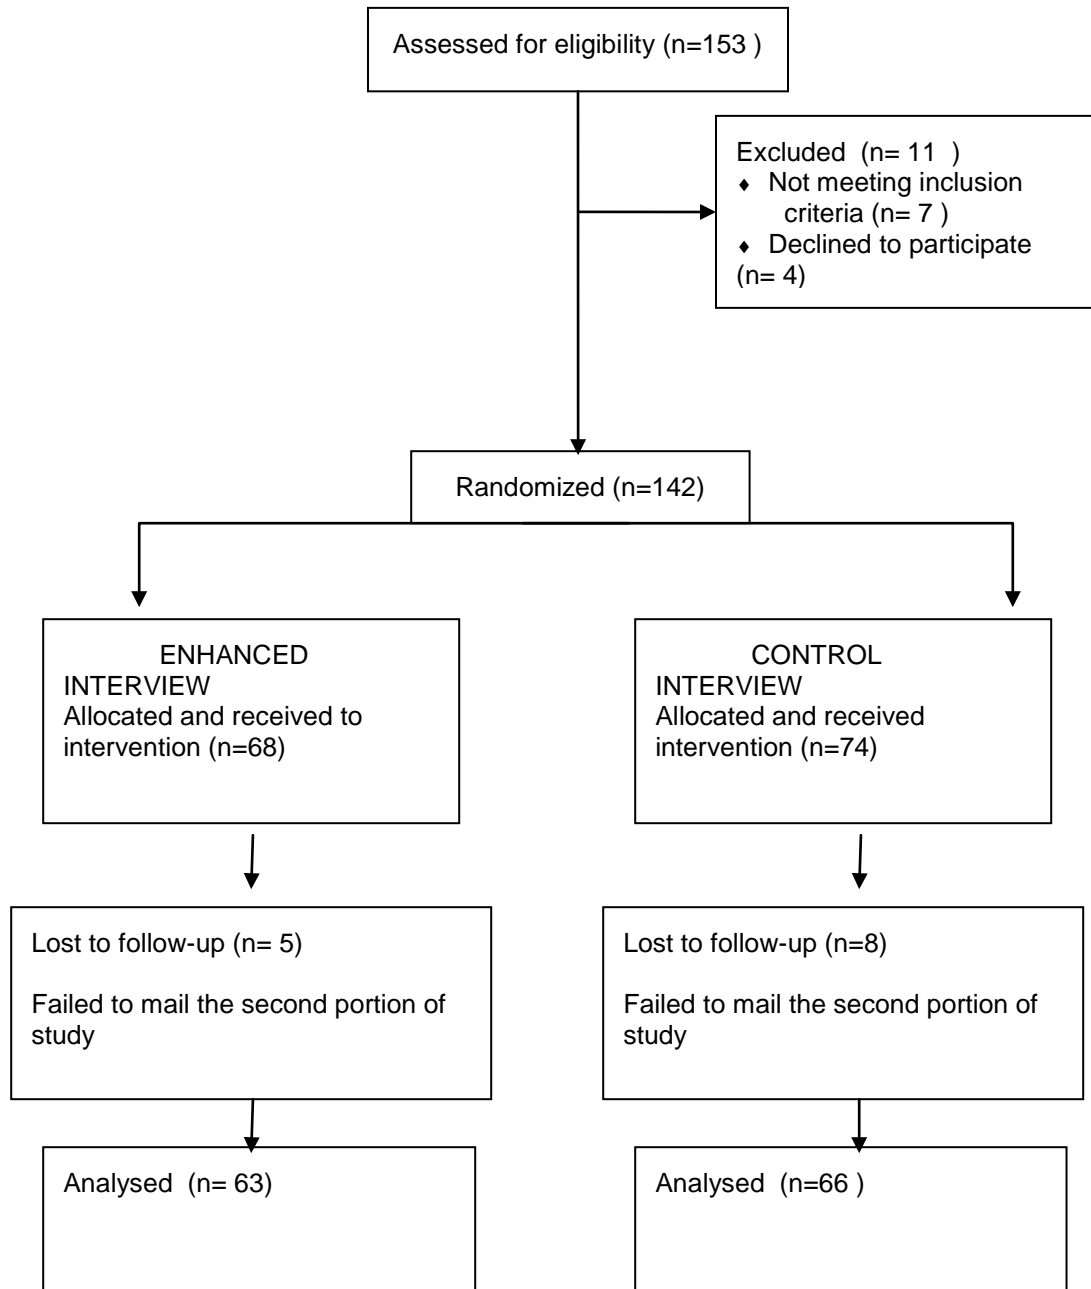 Assessed for eligibility (n=153 )
Excluded  (n= 11  )
♦ Not meeting inclusion
criteria (n= 7 )
♦ Declined to participate
(n= 4)
Randomized (n=142)
ENHANCED
INTERVIEW
Allocated and received to
intervention (n=68)
CONTROL
INTERVIEW
Allocated and received
intervention (n=74)
Lost to follow-up (n= 5)
Failed to mail the second portion of
study
Lost to follow-up (n=8)
Failed to mail the second portion of
study
Analysed  (n= 63)
Analysed  (n=66 )